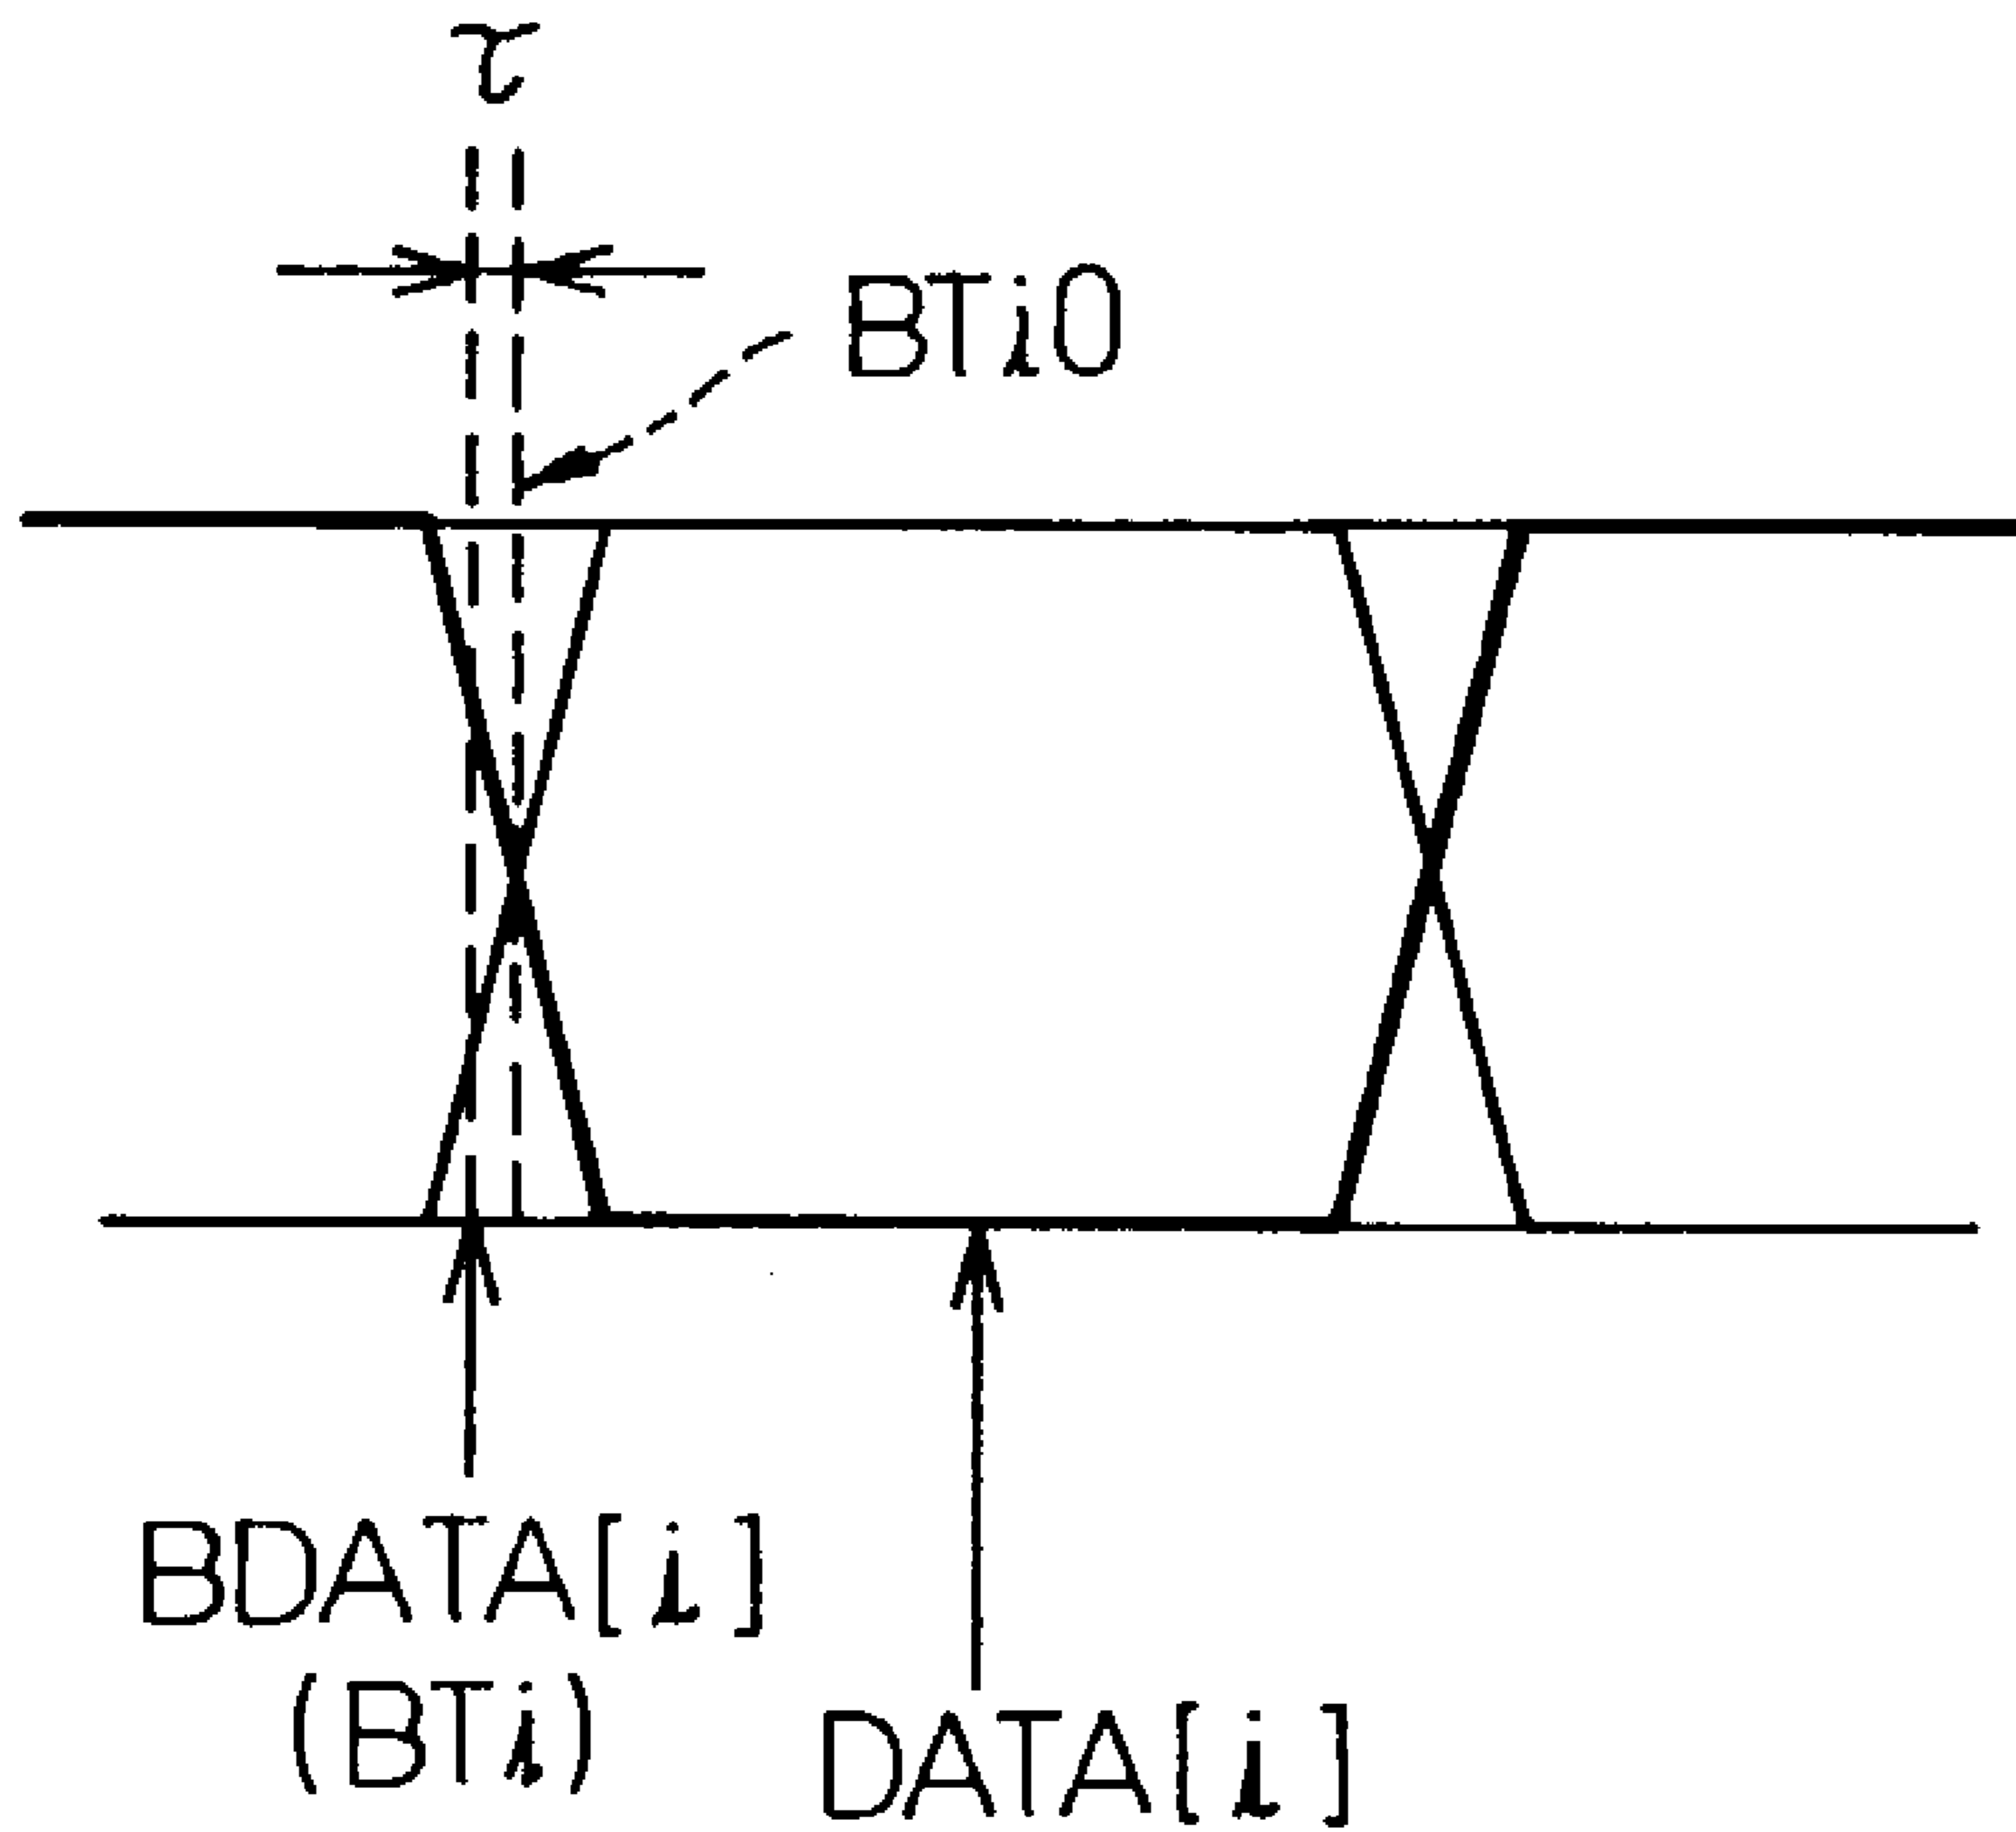 τ
BTi0
BDATA[i]
(BTi)
DATA[i]